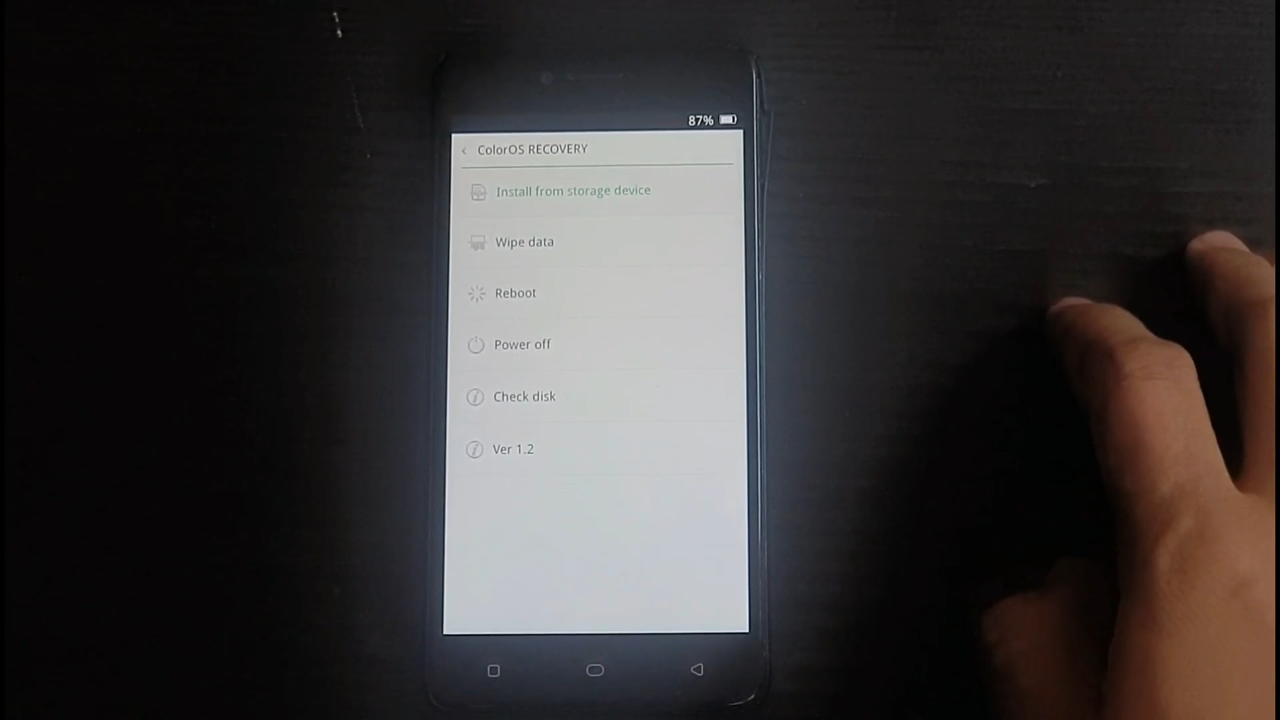 87%
ColorOS RECOVERY
Install from storage device
Wipe data
Reboot
Power off
Check disk
Ver 1.2